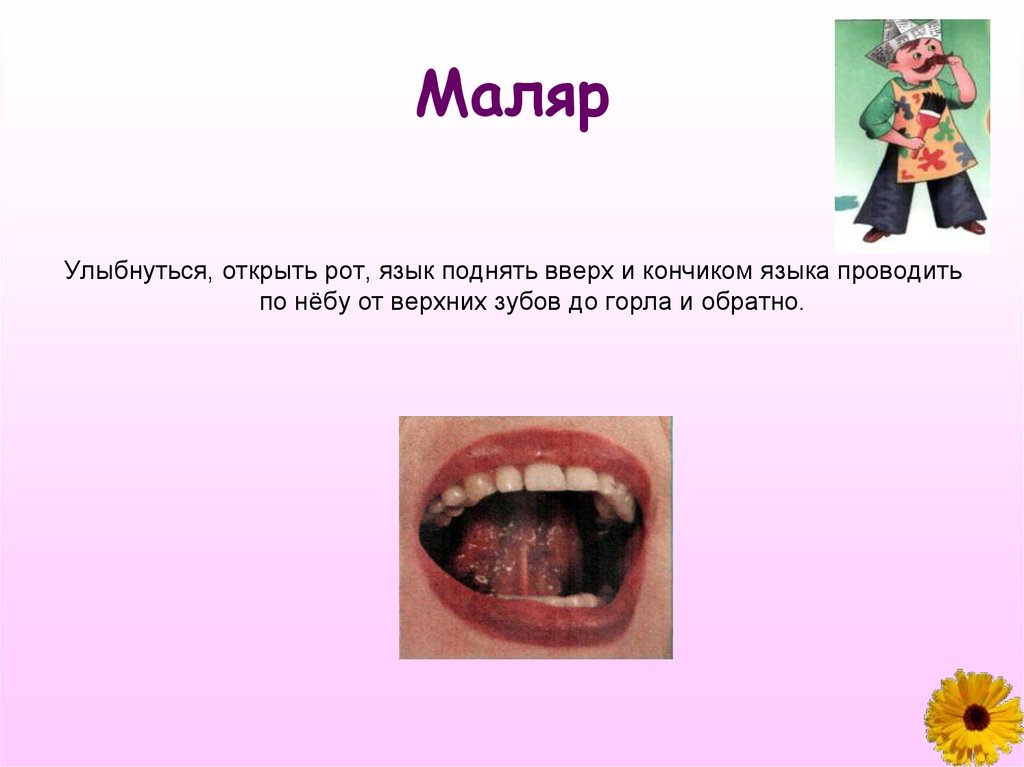 Маляр
Улыбнуться, открыть рот, язык поднять вверх и кончиком языка проводить
по нёбу от верхних зубов до горла и обратно.